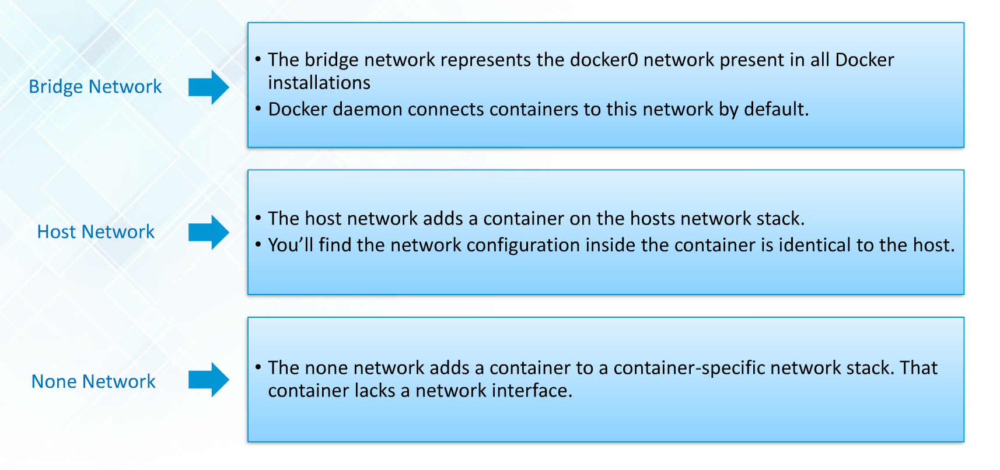 Bridge Network
• The bridge network represents the docker0 network present in all Docker
installations
• Docker daemon connects containers to this network by default.
Host Network
• The host network adds a container on the hosts network stack.
• You’ll find the network configuration inside the container is identical to the host.
None Network
• The none network adds a container to a container-specific network stack. That
container lacks a network interface.